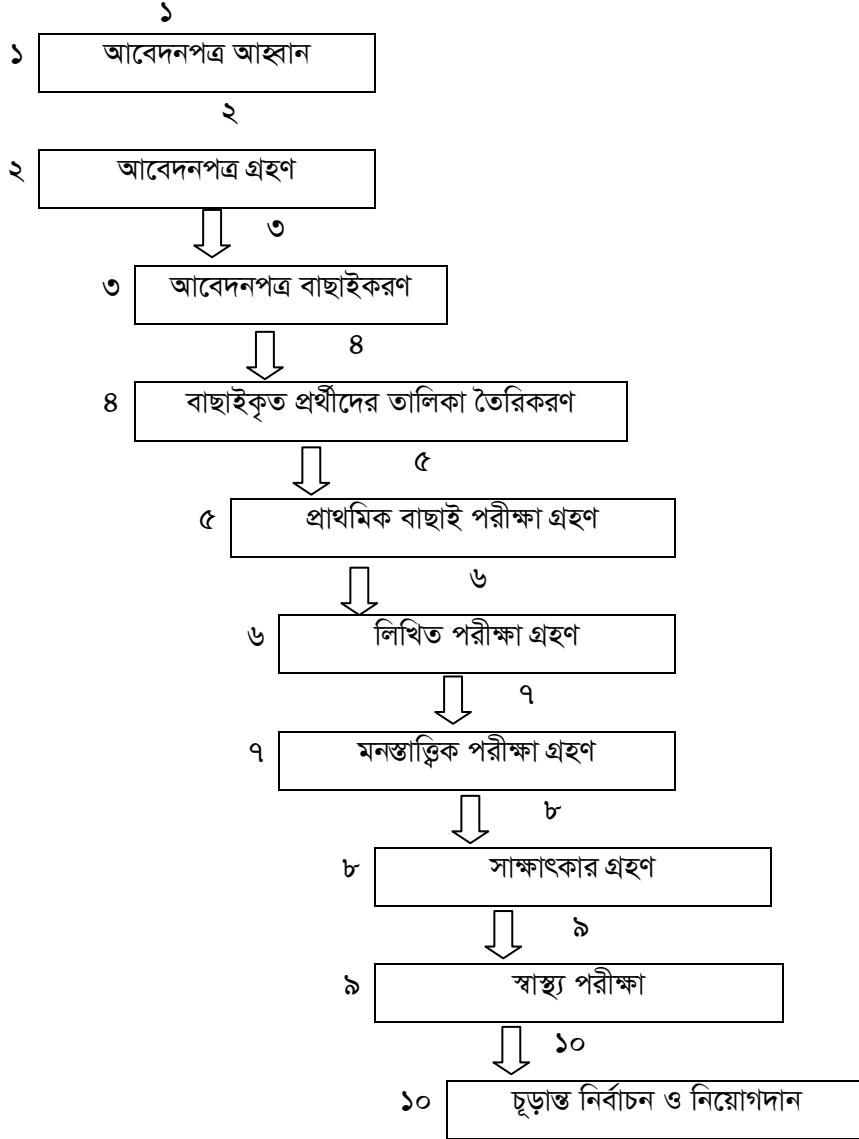 ১
১ আবেদনপত্র আহ্বান
২
২ আবেদনপত্র গ্রহণ
৩
৩ আবেদনপত্র বাছাইকরণ
৪
৪ বাছাইকৃত প্রর্থীদের তালিকা তৈরিকরণ
৫
৫ প্রাথমিক বাছাই পরীক্ষা গ্রহণ
৬
৬ লিখিত পরীক্ষা গ্রহণ
৭
৭ মনস্তাত্ত্বিক পরীক্ষা গ্রহণ
৮
৮ সাক্ষাৎকার গ্রহণ
৯
৯ স্বাস্থ্য পরীক্ষা
১০
১০ চূড়ান্ত নির্বাচন ও নিয়োগদান